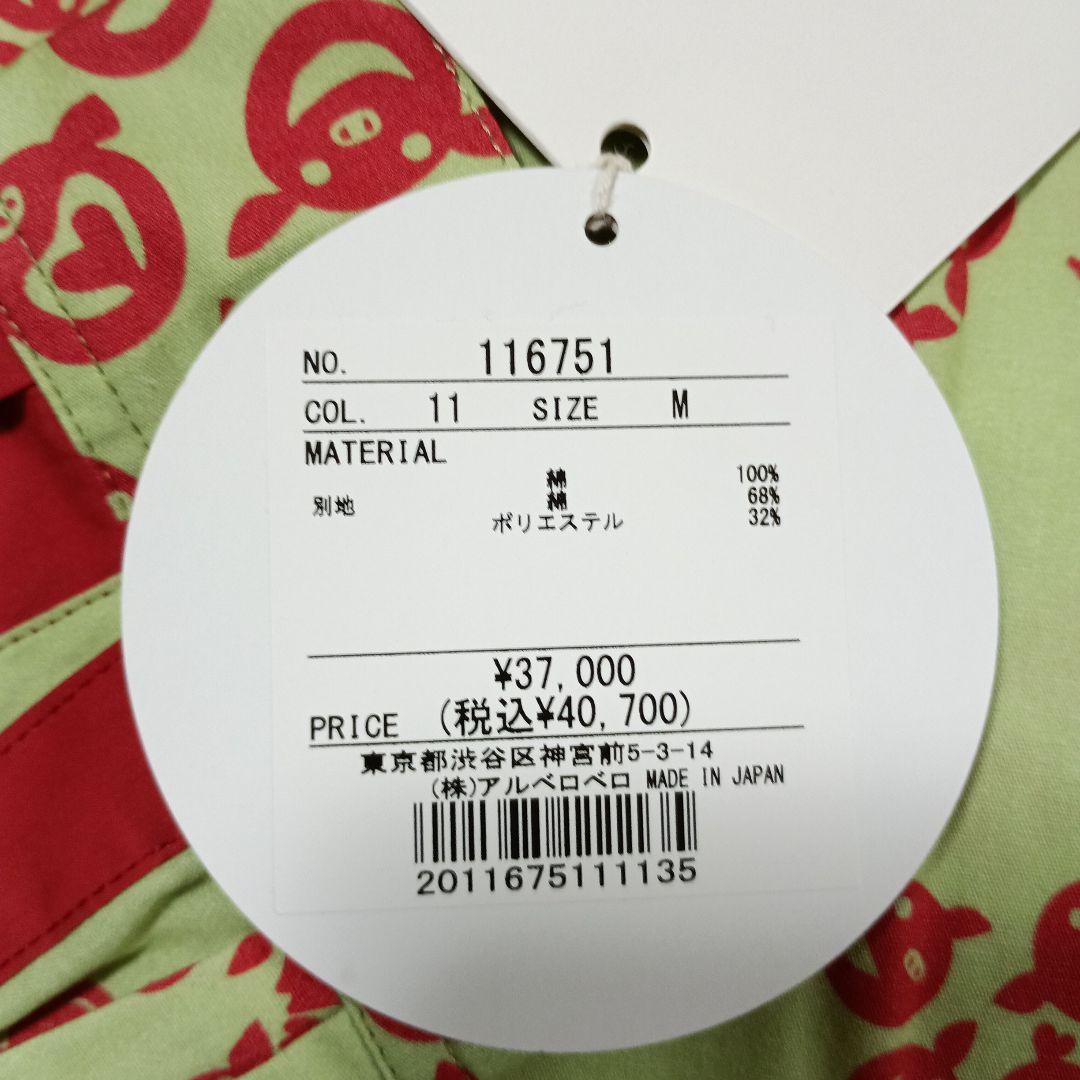 NO. 116751
COL. 11 SIZE M
MATERIAL
綿 100%
別地 綿 68%
ポリエステル 32%
¥37,000
PRICE (税込¥40,700)
東京都渋谷区神宮前5-3-14
(株)アルベロベロ MADE IN JAPAN
2011675111135